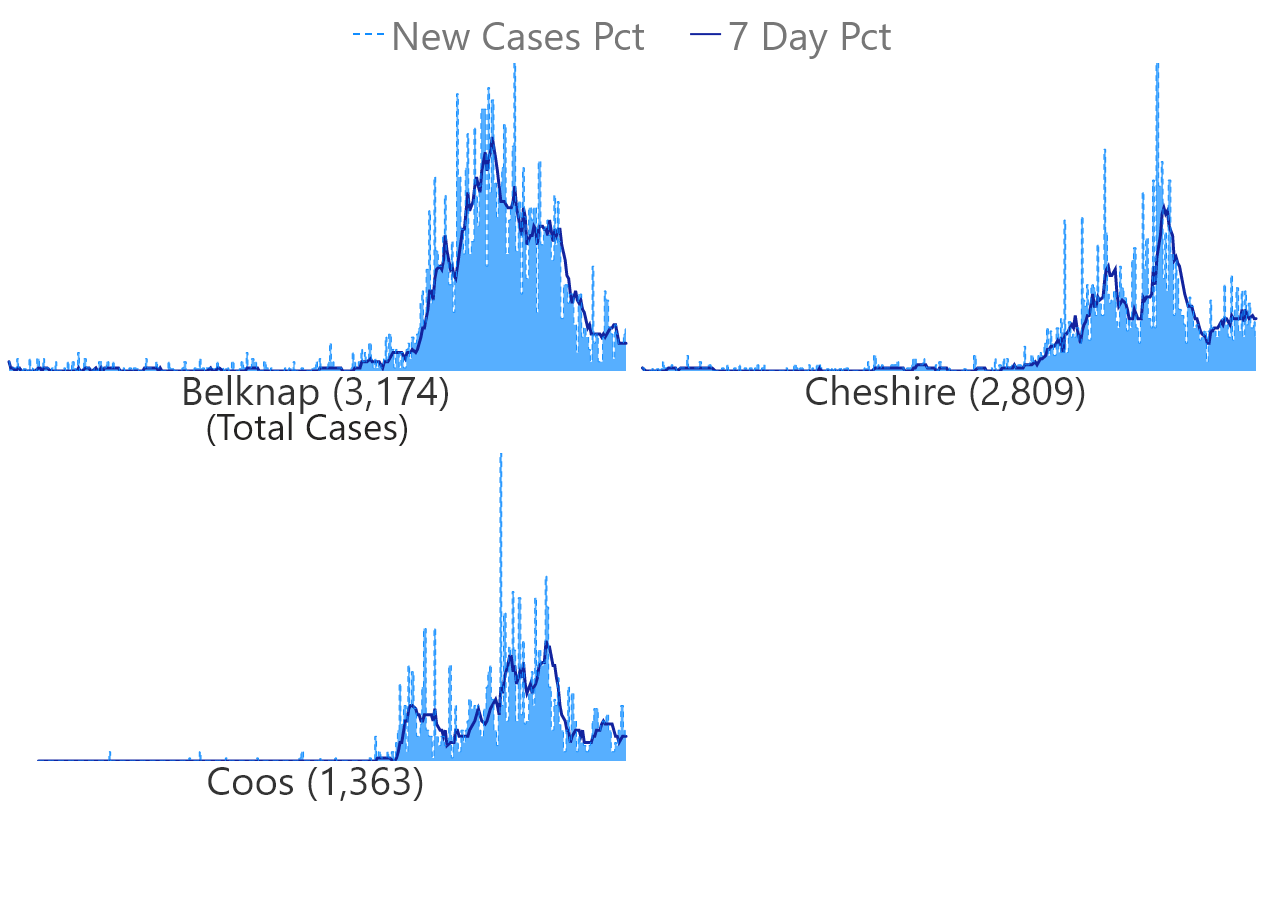 New Cases Pct 7 Day Pct
Belknap (3,174)
(Total Cases)
Cheshire (2,809)
Coos (1,363)